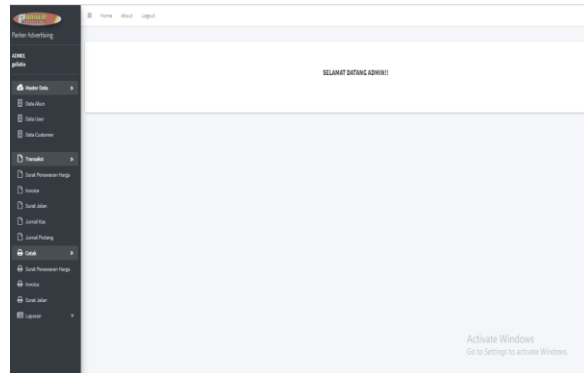 Home About Logout
Parker Advertising
SELAMAT DATANG ADMIN!!
Master Data
Data Akun
Data User
Data Customer
Transaksi
Surat Penawaran Harga
Invoice
Surat Jalan
Jurnal Kas
Jurnal Piutang
Cetak
Surat Penawaran Harga
Invoice
Surat Jalan
Laporan
Activate Windows
Go to Settings to activate Windows.